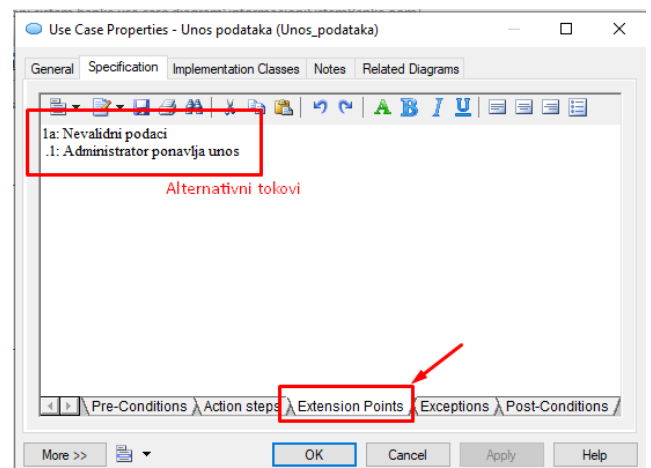 Use Case Properties - Unos podataka (Unos_podataka)
General Specification Implementation Classes Notes Related Diagrams
A B I U
1a: Nevalidni podaci
.1: Administrator ponavlja unos
Alternativni tokovi
Pre-Conditions Action steps Extension Points Exceptions Post-Conditions
More >> OK Cancel Apply Help